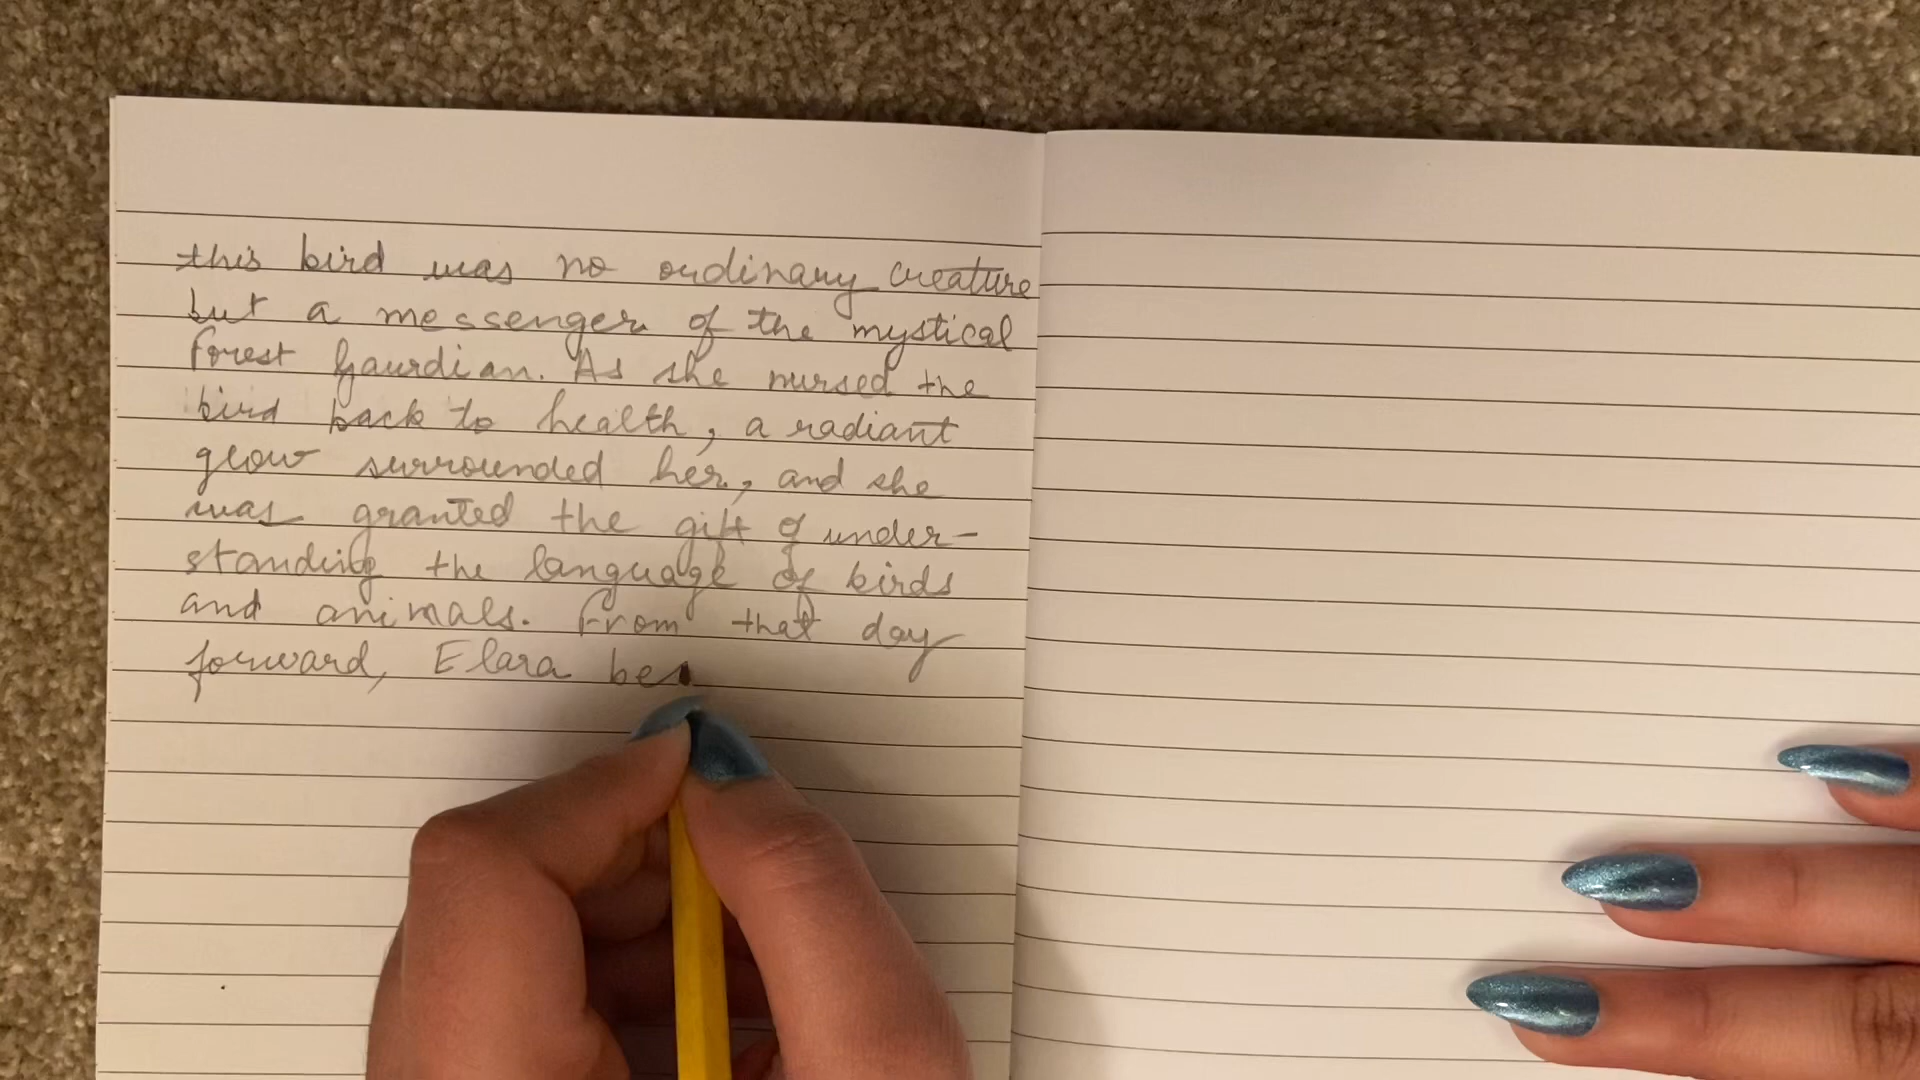 this bird was no ordinary creature
but a messenger of the mystical
forest Gaurdian. As she nursed the
bird back to health, a radiant
glow surrounded her, and she
was granted the gift of under-
standing the language of birds
and animals. From that day
forward, Elara be